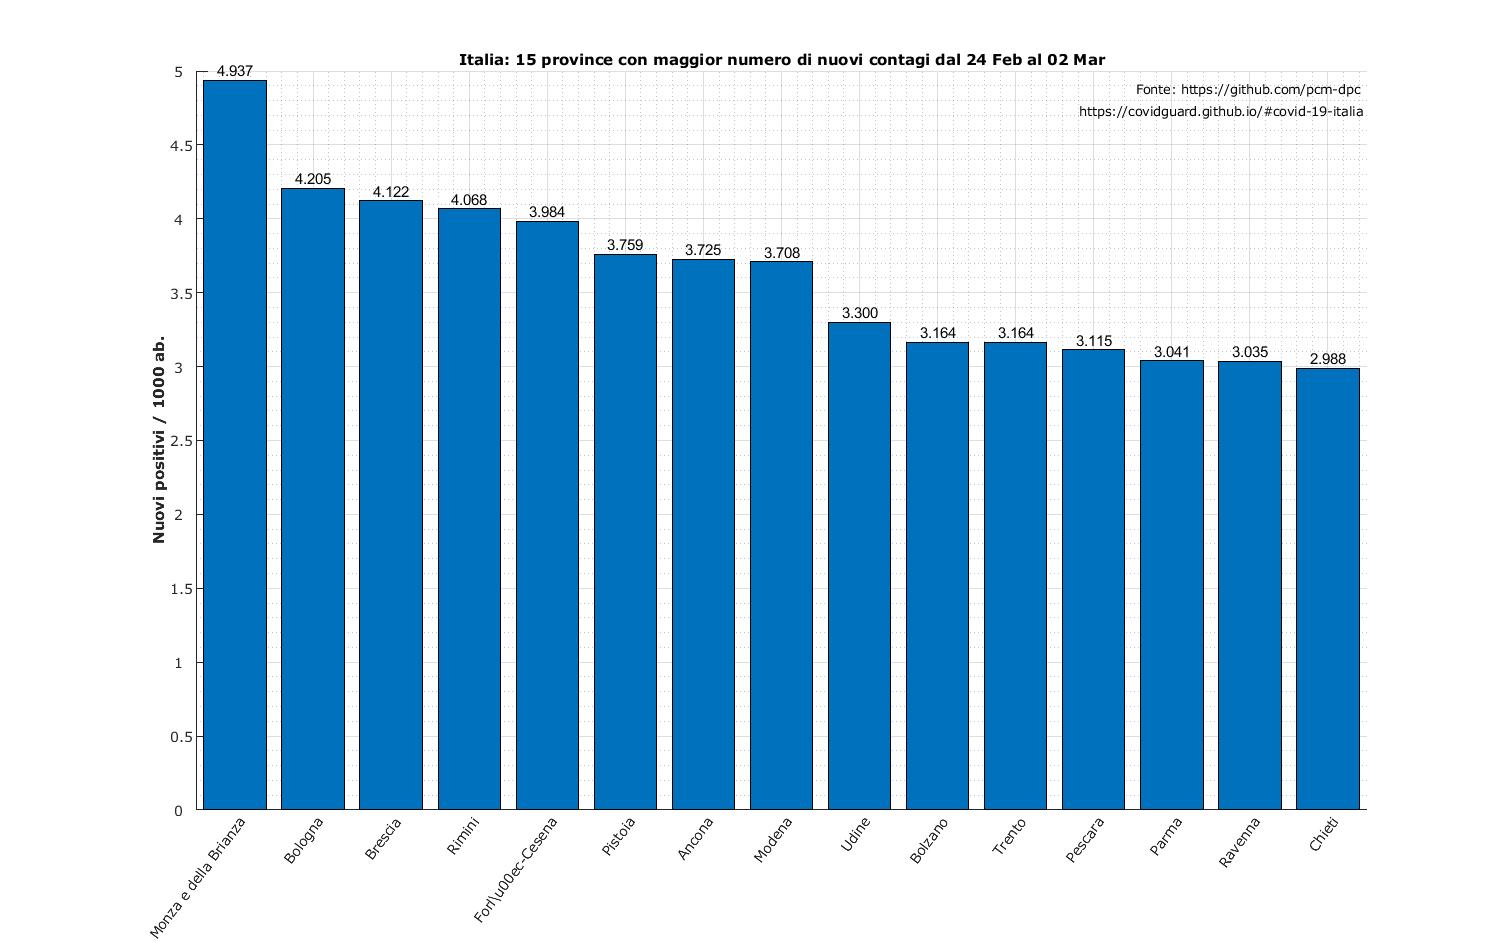 Italia: 15 province con maggior numero di nuovi contagi dal 24 Feb al 02 Mar
Fonte: https://github.com/pcm-dpc
https://covidguard.github.io/#covid-19-italia
Nuovi positivi / 1000 ab.
5
4.5
4
3.5
3
2.5
2
1.5
1
0.5
0
4.937
4.205
4.122
4.068
3.984
3.759
3.725
3.708
3.300
3.164
3.164
3.115
3.041
3.035
2.988
Monza e della Brianza
Bologna
Brescia
Rimini
Forl\u00ec-Cesena
Pistoia
Ancona
Modena
Udine
Bolzano
Trento
Pescara
Parma
Ravenna
Chieti